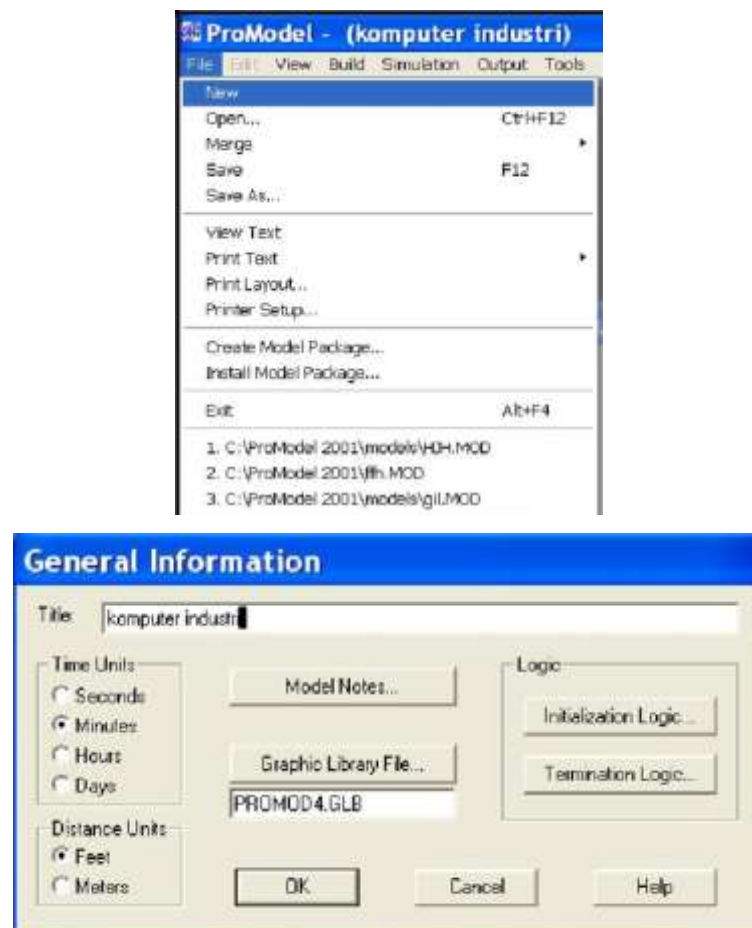 ProModel - (komputer industri)
File Edit View Build Simulation Output Tools
New
Open... Ctrl+F12
Merge
Save F12
Save As...
View Text
Print Text
Print Layout...
Printer Setup...
Create Model Package...
Install Model Package...
Exit Alt+F4
1. C:\ProModel 2001\models\HJH.MOD
2. C:\ProModel 2001\ffh.MOD
3. C:\ProModel 2001\models\gil.MOD
General Information
Title: komputer industri
Time Units
Seconds
Minutes
Hours
Days
Distance Units
Feet
Meters
Model Notes...
Graphic Library File...
PROMOD4.GLB
Logic
Initialization Logic...
Termination Logic...
OK Cancel Help